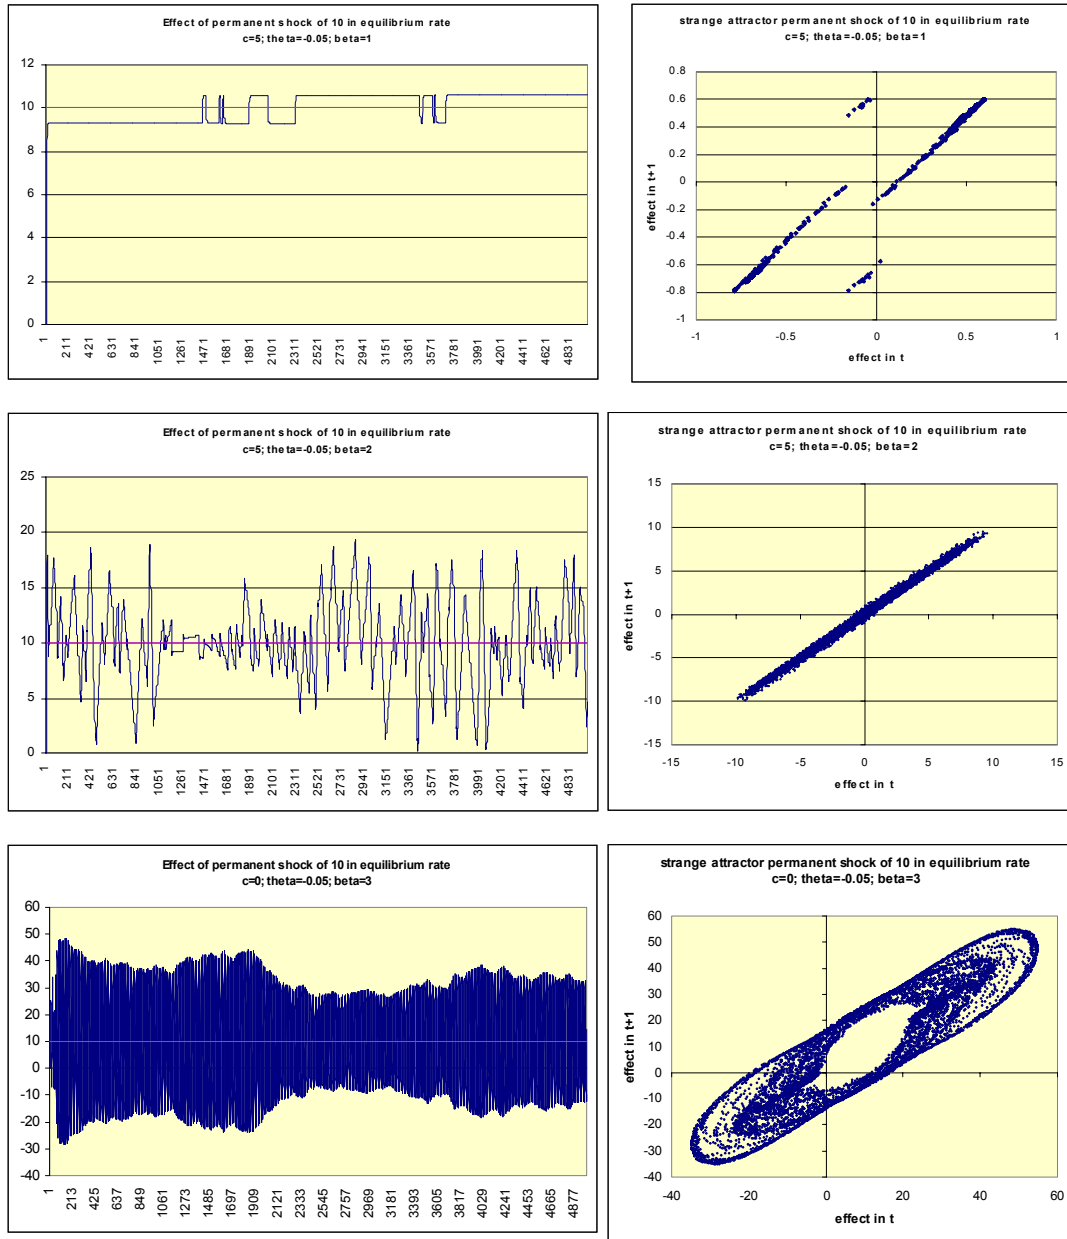 Effect of permanent shock of 10 in equilibrium rate
c=5; theta=-0.05; beta=1
12
10
8
6
4
2
0
1 211 421 631 841 1051 1261 1471 1681 1891 2101 2311 2521 2731 2941 3151 3361 3571 3781 3991 4201 4411 4621 4831
strange attractor permanent shock of 10 in equilibrium rate
c=5; theta=-0.05; beta=1
0.8
0.6
0.4
0.2
0
-0.2
-0.4
-0.6
-0.8
-1
-1 -0.5 0 0.5 1
effect in t+1
effect in t
Effect of permanent shock of 10 in equilibrium rate
c=5; theta=-0.05; beta=2
25
20
15
10
5
0
1 211 421 631 841 1051 1261 1471 1681 1891 2101 2311 2521 2731 2941 3151 3361 3571 3781 3991 4201 4411 4621 4831
strange attractor permanent shock of 10 in equilibrium rate
c=5; theta=-0.05; beta=2
15
10
5
0
-5
-10
-15
-15 -10 -5 0 5 10 15
effect in t+1
effect in t
Effect of permanent shock of 10 in equilibrium rate
c=0; theta=-0.05; beta=3
60
50
40
30
20
10
0
-10
-20
-30
-40
1 213 425 637 849 1061 1273 1485 1697 1909 2121 2333 2545 2757 2969 3181 3393 3605 3817 4029 4241 4453 4665 4877
strange attractor permanent shock of 10 in equilibrium rate
c=0; theta=-0.05; beta=3
60
50
40
30
20
10
0
-10
-20
-30
-40
-40 -20 0 20 40 60
effect in t+1
effect in t